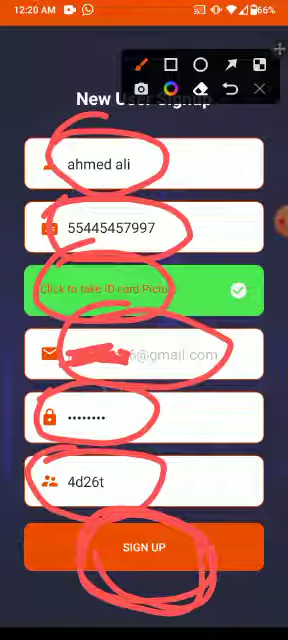 12:20 AM 66%
New User Signup
ahmed ali
55445457997
Click to take ID card Pictu
6@gmail.com
••••••••
4d26t
SIGN UP